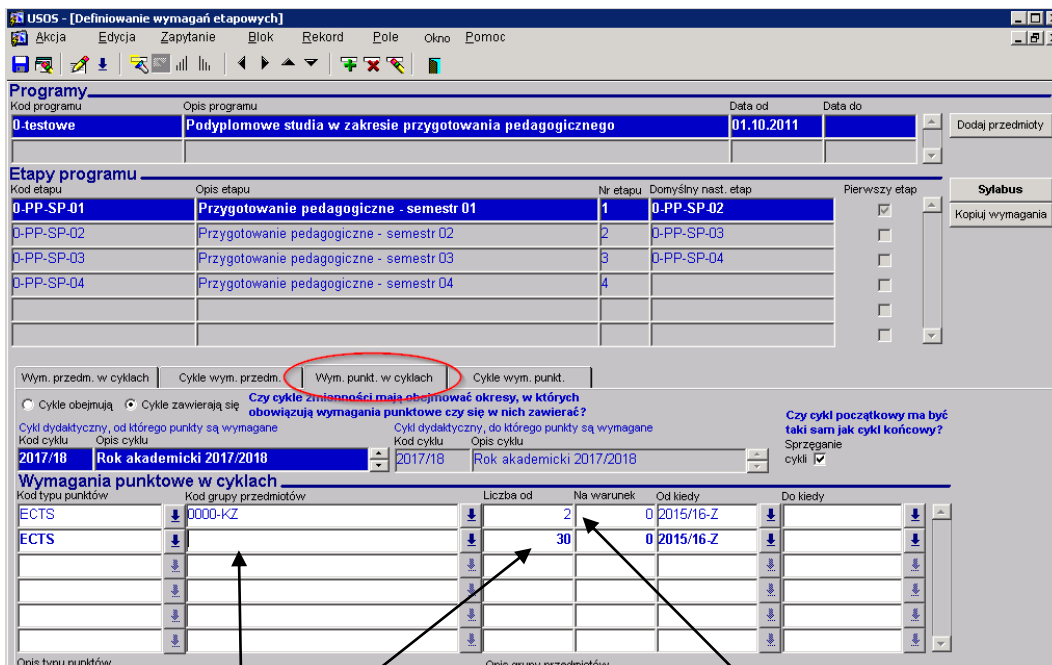 USOS - [Definiowanie wymagań etapowych]
Akcja Edycja Zapytanie Blok Rekord Pole Okno Pomoc
Programy
Kod programu Opis programu Data od Data do
0-testowe Podyplomowe studia w zakresie przygotowania pedagogicznego 01.10.2011 Dodaj przedmioty
Etapy programu
Kod etapu Opis etapu Nr etapu Domyślny nast. etap Pierwszy etap Sylabus
0-PP-SP-01 Przygotowanie pedagogiczne - semestr 01 1 0-PP-SP-02 Kopiuj wymagania
0-PP-SP-02 Przygotowanie pedagogiczne - semestr 02 2 0-PP-SP-03
0-PP-SP-03 Przygotowanie pedagogiczne - semestr 03 3 0-PP-SP-04
0-PP-SP-04 Przygotowanie pedagogiczne - semestr 04 4
Wym. przedm. w cyklach Cykle wym. przedm. Wym. punkt. w cyklach Cykle wym. punkt.
Cykle obejmują Cykle zawierają się Czy cykle zmienności mają obejmować okresy, w których
obowiązują wymagania punktowe czy się w nich zawierać?
Czy cykl początkowy ma być
taki sam jak cykl końcowy?
Cykl dydaktyczny, od którego punkty są wymagane Cykl dydaktyczny, do którego punkty są wymagane
Kod cyklu Opis cyklu Kod cyklu Opis cyklu Sprzęganie
2017/18 Rok akademicki 2017/2018 2017/18 Rok akademicki 2017/2018 cykli
Wymagania punktowe w cyklach
Kod typu punktów Kod grupy przedmiotów Liczba od Na warunek Od kiedy Do kiedy
ECTS 0000-KZ 2 0 2015/16-Z
ECTS 30 0 2015/16-Z
Opis typu punktów Opis grupy przedmiotów